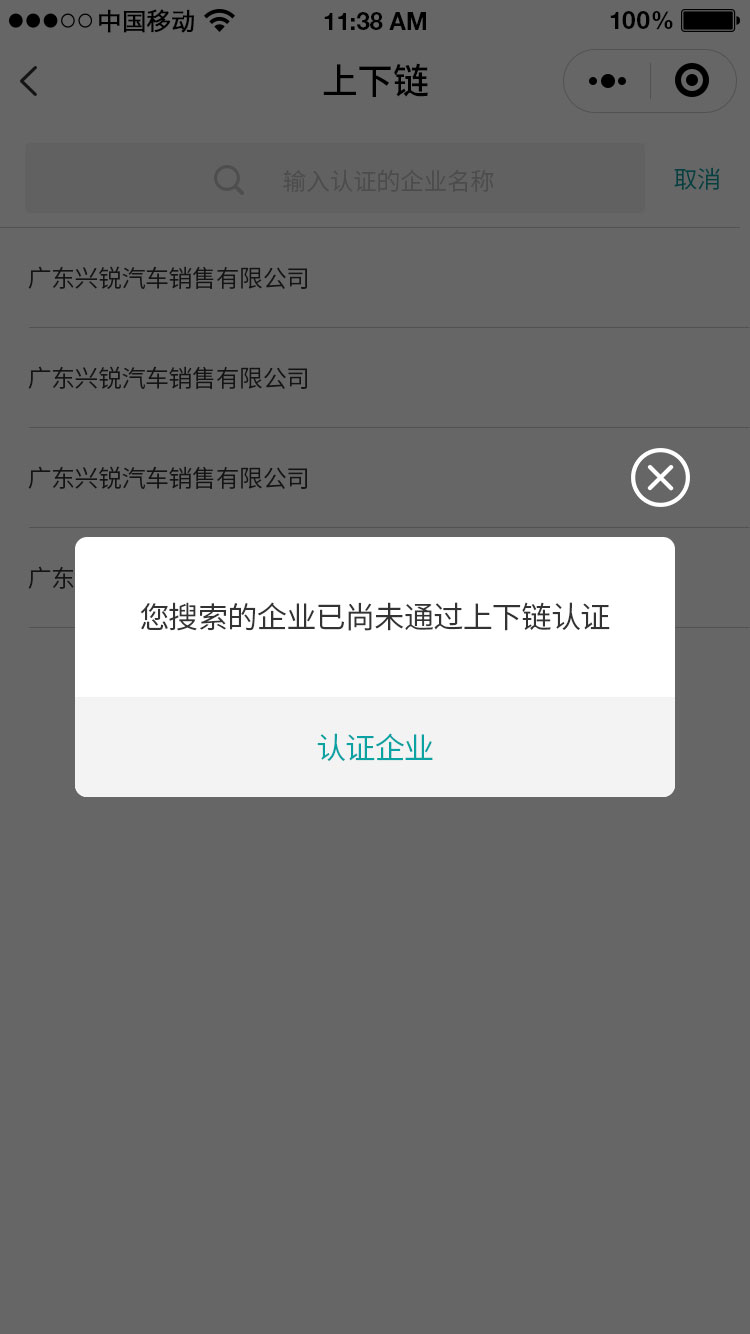 中国移动 11:38 AM 100%
上下链
输入认证的企业名称 取消
广东兴锐汽车销售有限公司
广东兴锐汽车销售有限公司
广东兴锐汽车销售有限公司
广东
您搜索的企业已尚未通过上下链认证
认证企业